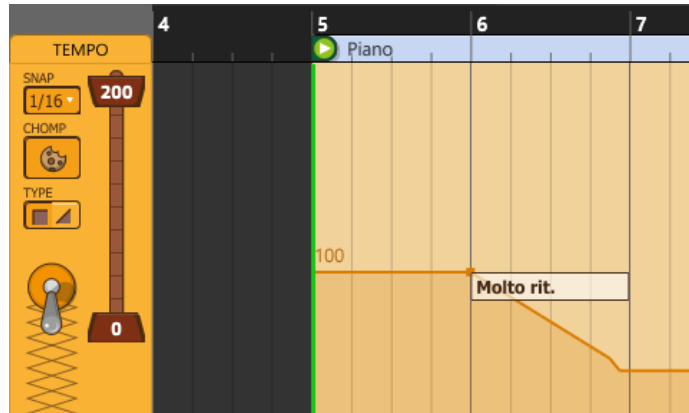 4 5 6 7
TEMPO
Piano
SNAP
1/16
200
CHOMP
TYPE
100
Molto rit.
0